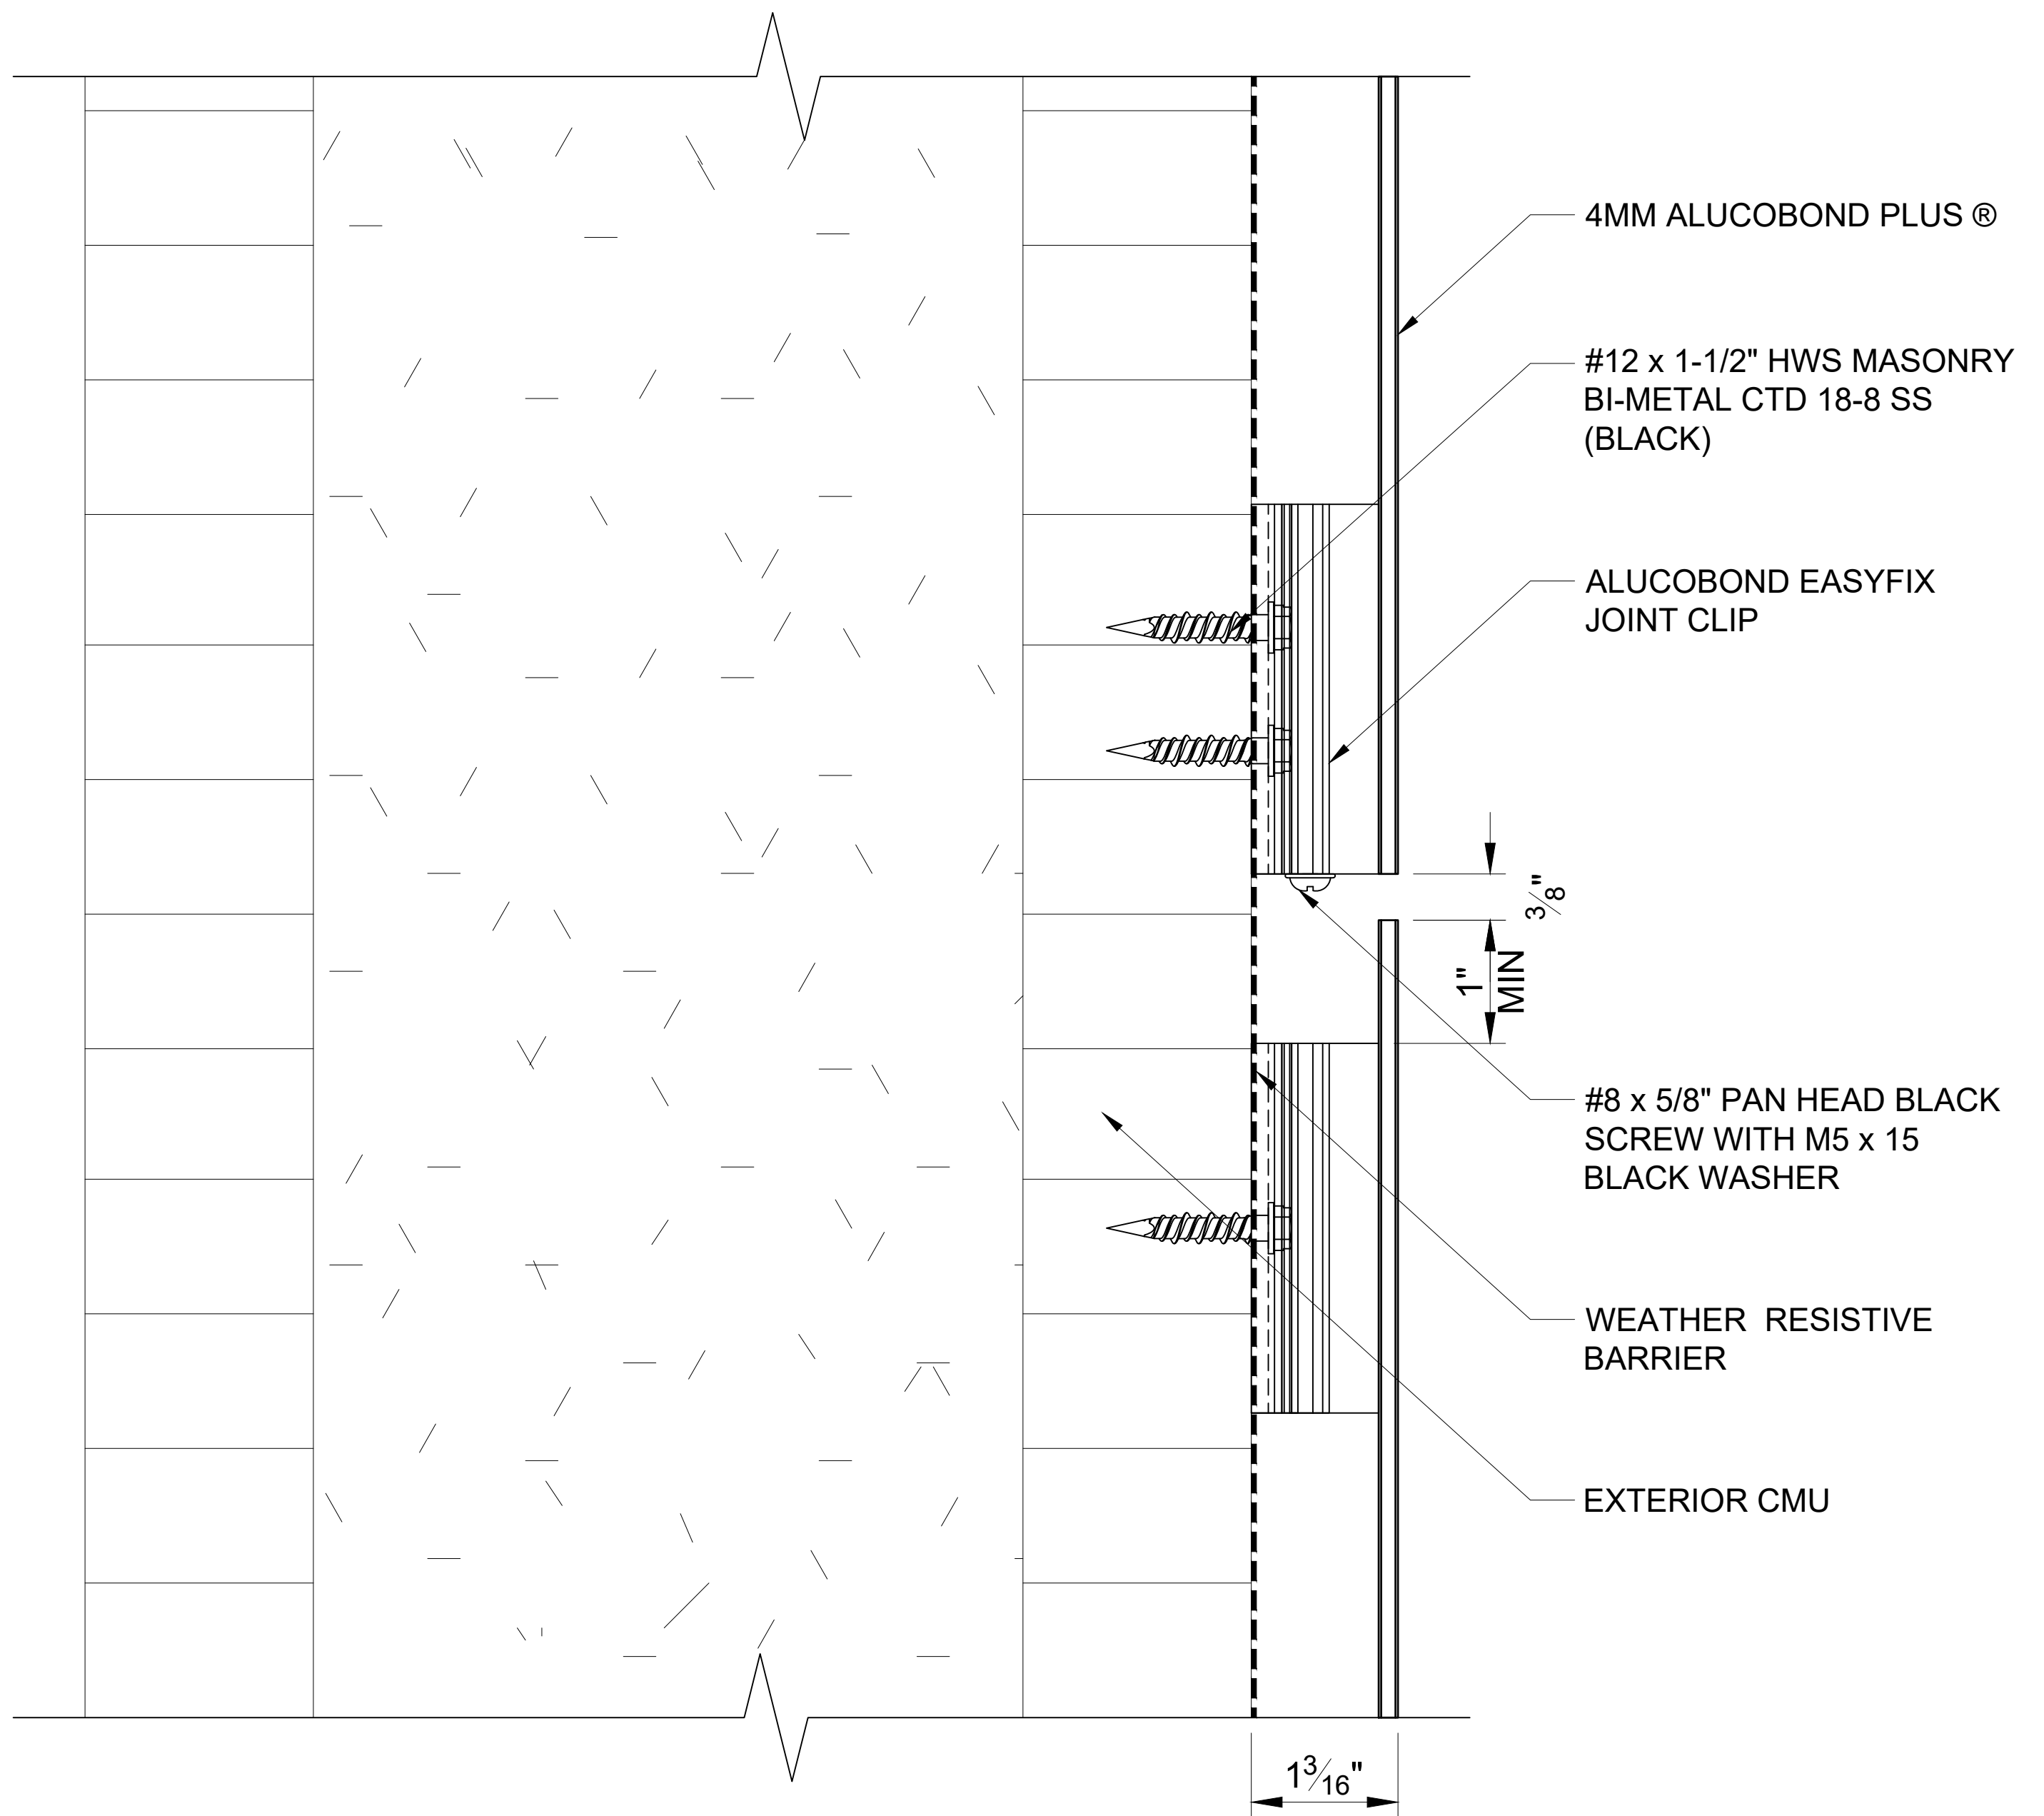 4MM ALUCOBOND PLUS ®
#12 x 1-1/2" HWS MASONRY
BI-METAL CTD 18-8 SS
(BLACK)
ALUCOBOND EASYFIX
JOINT CLIP
3/8"
1"
MIN
#8 x 5/8" PAN HEAD BLACK
SCREW WITH M5 x 15
BLACK WASHER
WEATHER  RESISTIVE
BARRIER
EXTERIOR CMU
1 3/16"